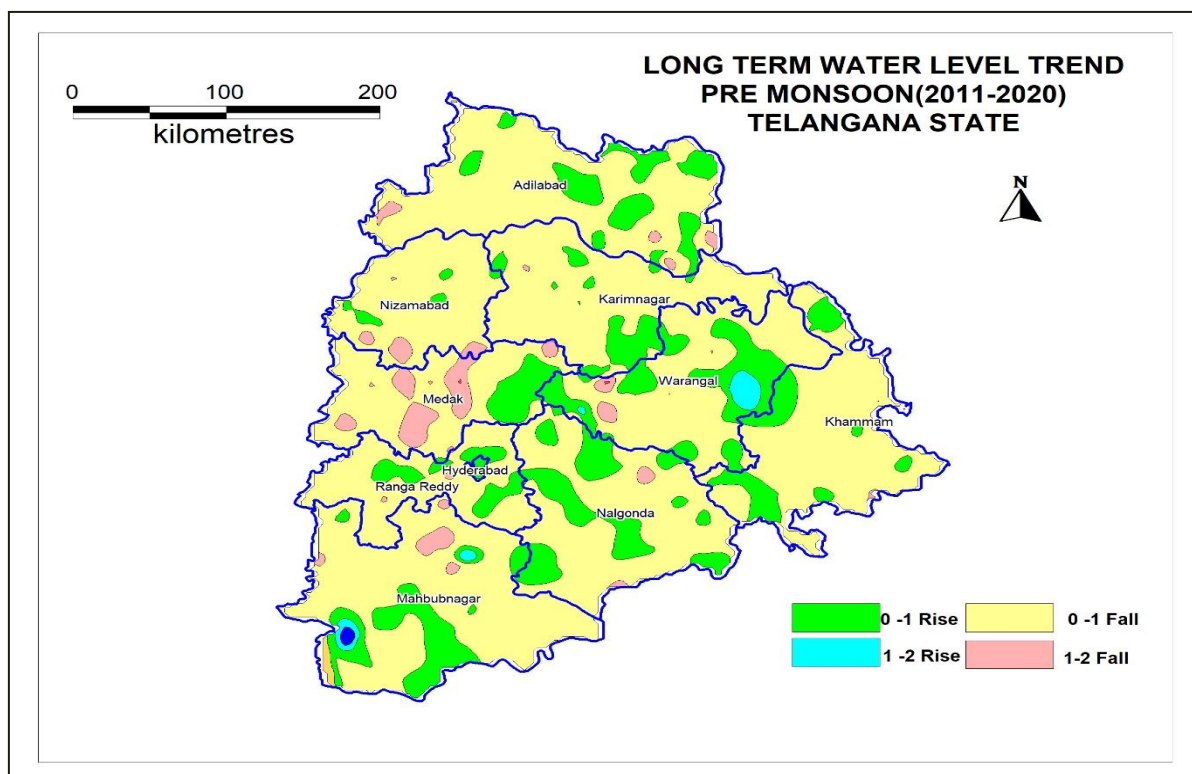 LONG TERM WATER LEVEL TREND
PRE MONSOON(2011-2020)
TELANGANA STATE
0 100 200
kilometres
N
Adilabad
Nizamabad
Karimnagar
Warangal
Medak
Khammam
Hyderabad
Ranga Reddy
Nalgonda
Mahbubnagar
0 -1 Rise 0 -1 Fall
1 -2 Rise 1-2 Fall